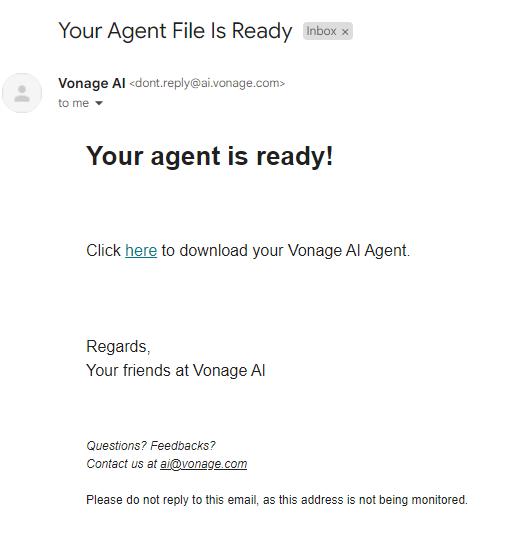 Your Agent File Is Ready Inbox ×
Vonage AI <dont.reply@ai.vonage.com>
to me
Your agent is ready!
Click here to download your Vonage AI Agent.
Regards,
Your friends at Vonage AI
Questions? Feedbacks?
Contact us at ai@vonage.com
Please do not reply to this email, as this address is not being monitored.